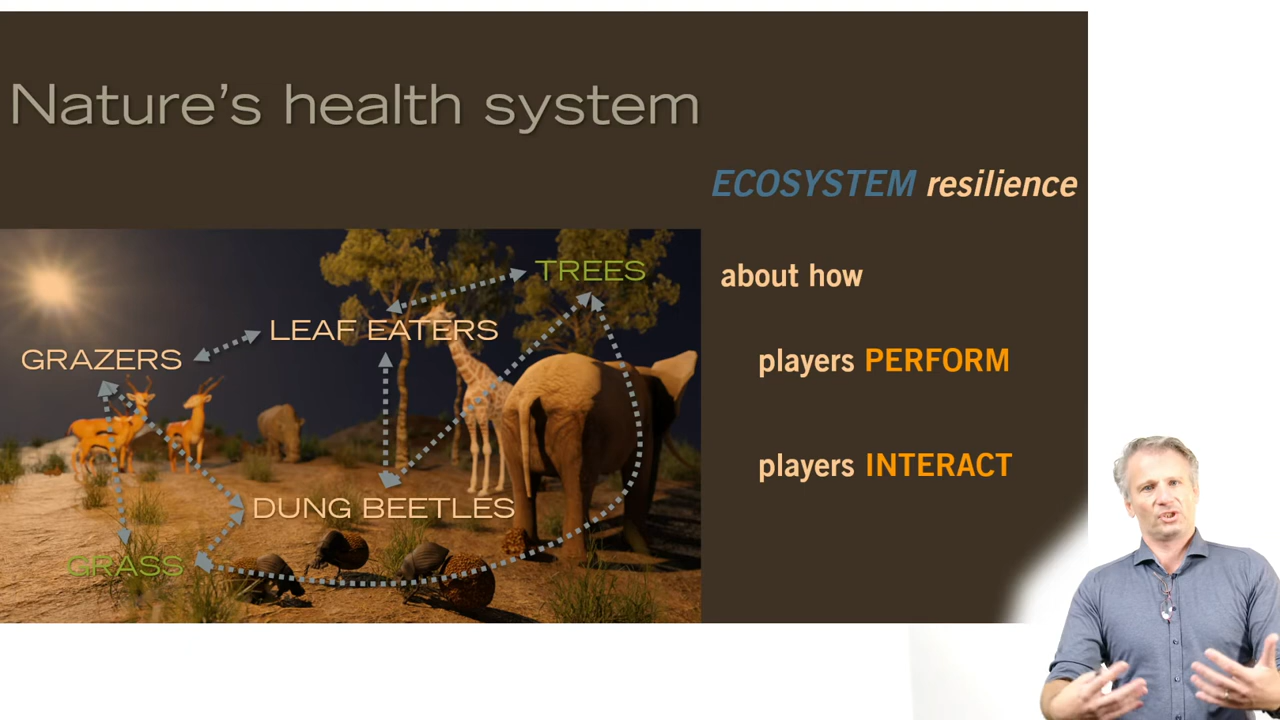 Nature's health system
ECOSYSTEM resilience
about how
players PERFORM
players INTERACT
TREES
LEAF EATERS
GRAZERS
DUNG BEETLES
GRASS